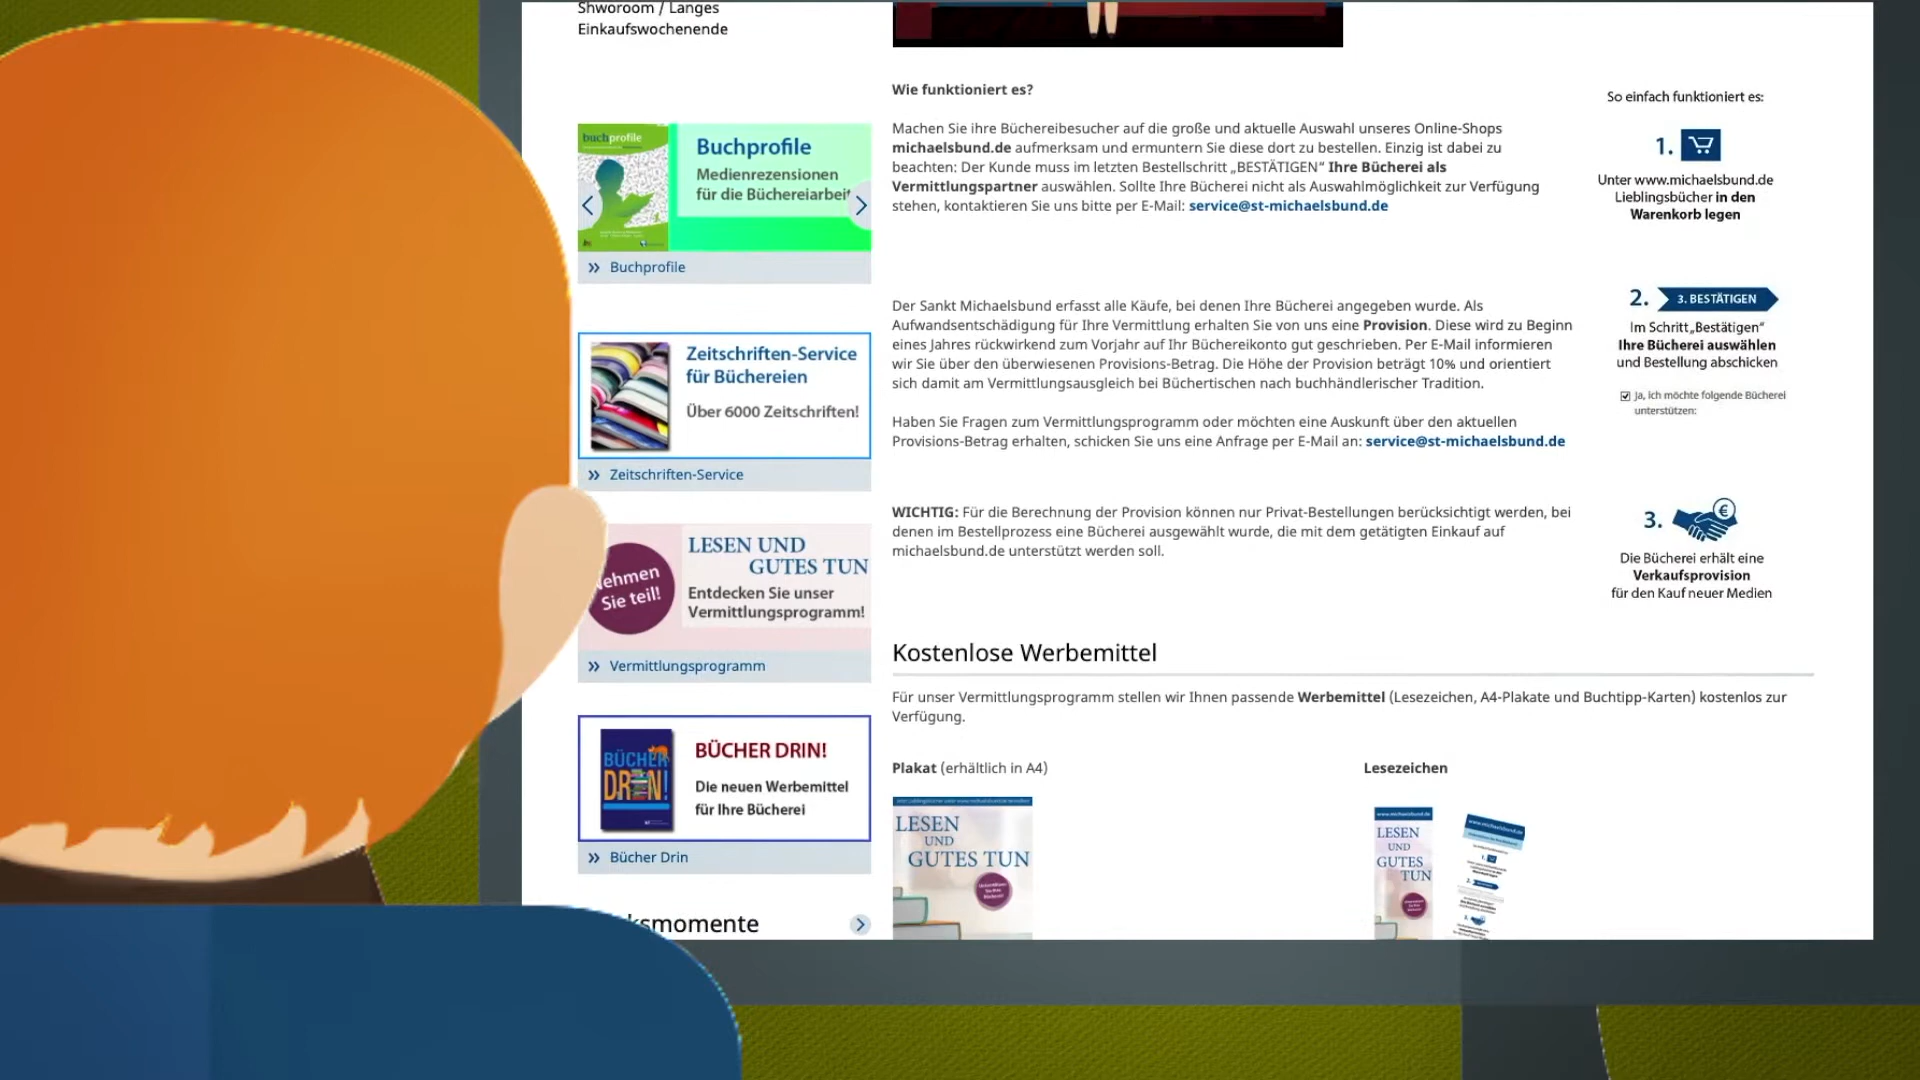 Shworoom / Langes
Einkaufswochenende
buchprofile
Buchprofile
Medienrezensionen
für die Büchereiarbeit
Buchprofile
Zeitschriften-Service
für Büchereien
Über 6000 Zeitschriften!
Zeitschriften-Service
Sie teil!
LESEN UND
GUTES TUN
Entdecken Sie unser
Vermittlungsprogramm!
Vermittlungsprogramm
BÜCHER
DRIN!
BÜCHER DRIN!
Die neuen Werbemittel
für Ihre Bücherei
Bücher Drin
Wie funktioniert es?
Machen Sie ihre Büchereibesucher auf die große und aktuelle Auswahl unseres Online-Shops
michaelsbund.de aufmerksam und ermuntern Sie diese dort zu bestellen. Einzig ist dabei zu
beachten: Der Kunde muss im letzten Bestellschritt „BESTÄTIGEN“ Ihre Bücherei als
Vermittlungspartner auswählen. Sollte Ihre Bücherei nicht als Auswahlmöglichkeit zur Verfügung
stehen, kontaktieren Sie uns bitte per E-Mail: service@st-michaelsbund.de
Der Sankt Michaelsbund erfasst alle Käufe, bei denen Ihre Bücherei angegeben wurde. Als
Aufwandsentschädigung für Ihre Vermittlung erhalten Sie von uns eine Provision. Diese wird zu Beginn
eines Jahres rückwirkend zum Vorjahr auf Ihr Büchereikonto gut geschrieben. Per E-Mail informieren
wir Sie über den überwiesenen Provisions-Betrag. Die Höhe der Provision beträgt 10% und orientiert
sich damit am Vermittlungsausgleich bei Büchertischen nach buchhändlerischer Tradition.
Haben Sie Fragen zum Vermittlungsprogramm oder möchten eine Auskunft über den aktuellen
Provisions-Betrag erhalten, schicken Sie uns eine Anfrage per E-Mail an: service@st-michaelsbund.de
WICHTIG: Für die Berechnung der Provision können nur Privat-Bestellungen berücksichtigt werden, bei
denen im Bestellprozess eine Bücherei ausgewählt wurde, die mit dem getätigten Einkauf auf
michaelsbund.de unterstützt werden soll.
So einfach funktioniert es:
1.
Unter www.michaelsbund.de
Lieblingsbücher in den
Warenkorb legen
2. 3. BESTÄTIGEN
Im Schritt „Bestätigen“
Ihre Bücherei auswählen
und Bestellung abschicken
Ja, ich möchte folgende Bücherei
unterstützen:
3. €
Die Bücherei erhält eine
Verkaufsprovision
für den Kauf neuer Medien
Kostenlose Werbemittel
Für unser Vermittlungsprogramm stellen wir Ihnen passende Werbemittel (Lesezeichen, A4-Plakate und Buchtipp-Karten) kostenlos zur
Verfügung.
Plakat (erhältlich in A4)
LESEN
UND
GUTES TUN
Lesezeichen
www.michaelsbund.de
LESEN
UND
GUTES
TUN
www.michaelsbund.de